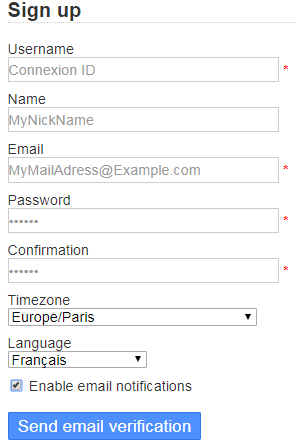 Sign up
Username
Connexion ID *
Name
MyNickName
Email
MyMailAdress@Example.com *
Password
•••••• *
Confirmation
•••••• *
Timezone
Europe/Paris
Language
Français
Enable email notifications
Send email verification